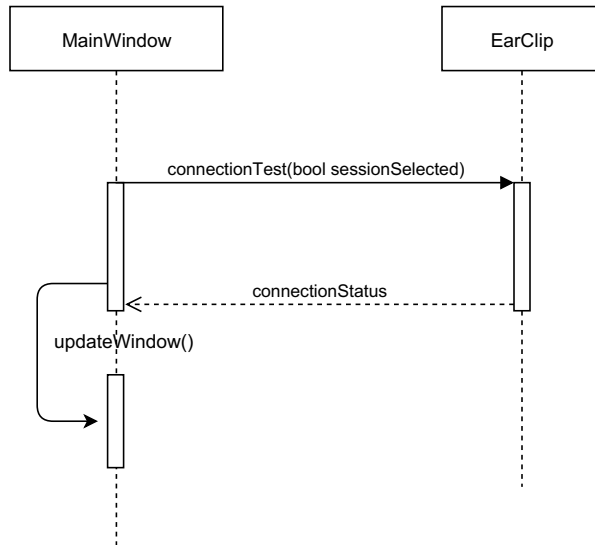 MainWindow
EarClip
connectionTest(bool sessionSelected)
connectionStatus
updateWindow()